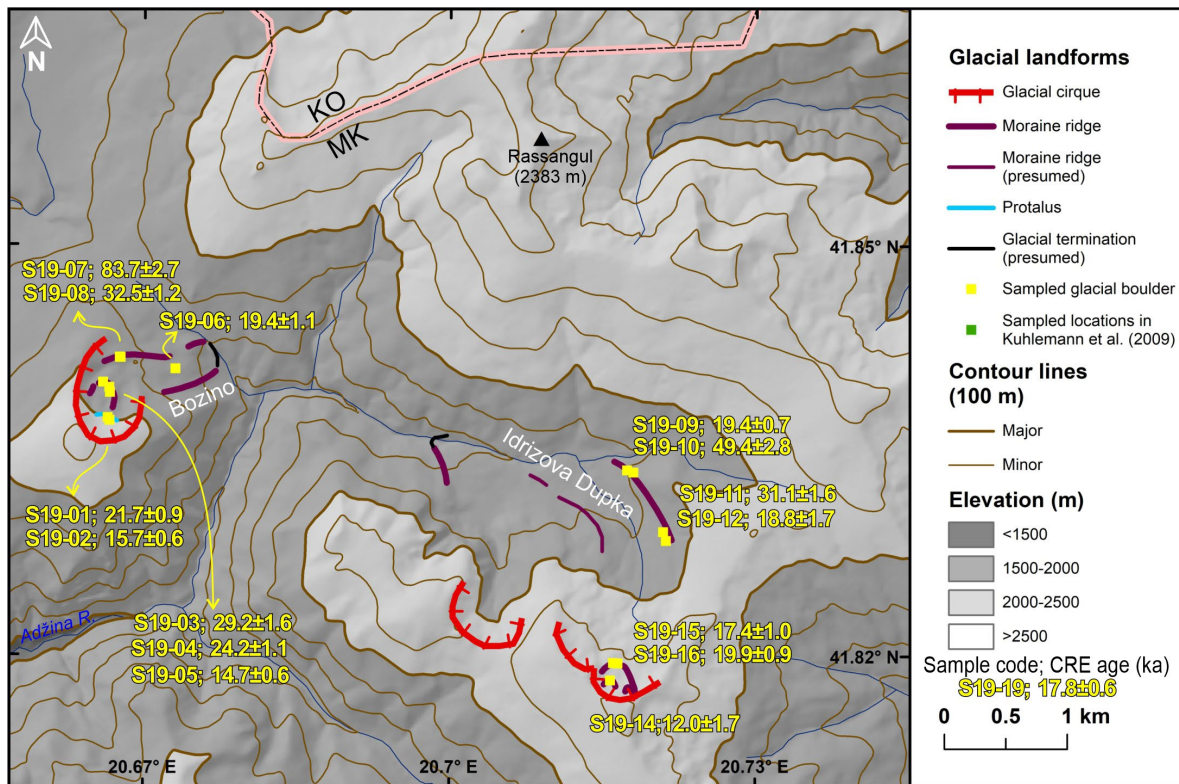 N
KO
MK
Rassangul
(2383 m)
41.85° N
S19-07; 83.7±2.7
S19-08; 32.5±1.2
S19-06; 19.4±1.1
Bozino
S19-09; 19.4±0.7
S19-10; 49.4±2.8
Idrizova Dupka
S19-11; 31.1±1.6
S19-12; 18.8±1.7
S19-01; 21.7±0.9
S19-02; 15.7±0.6
Adžina R.
S19-03; 29.2±1.6
S19-04; 24.2±1.1
S19-05; 14.7±0.6
S19-15; 17.4±1.0
S19-16; 19.9±0.9
41.82° N
S19-14;12.0±1.7
20.67° E
20.7° E
20.73° E
Glacial landforms
Glacial cirque
Moraine ridge
Moraine ridge
(presumed)
Protalus
Glacial termination
(presumed)
Sampled glacial boulder
Sampled locations in
Kuhlemann et al. (2009)
Contour lines
(100 m)
Major
Minor
Elevation (m)
<1500
1500-2000
2000-2500
>2500
Sample code; CRE age (ka)
S19-19; 17.8±0.6
0 0.5 1 km